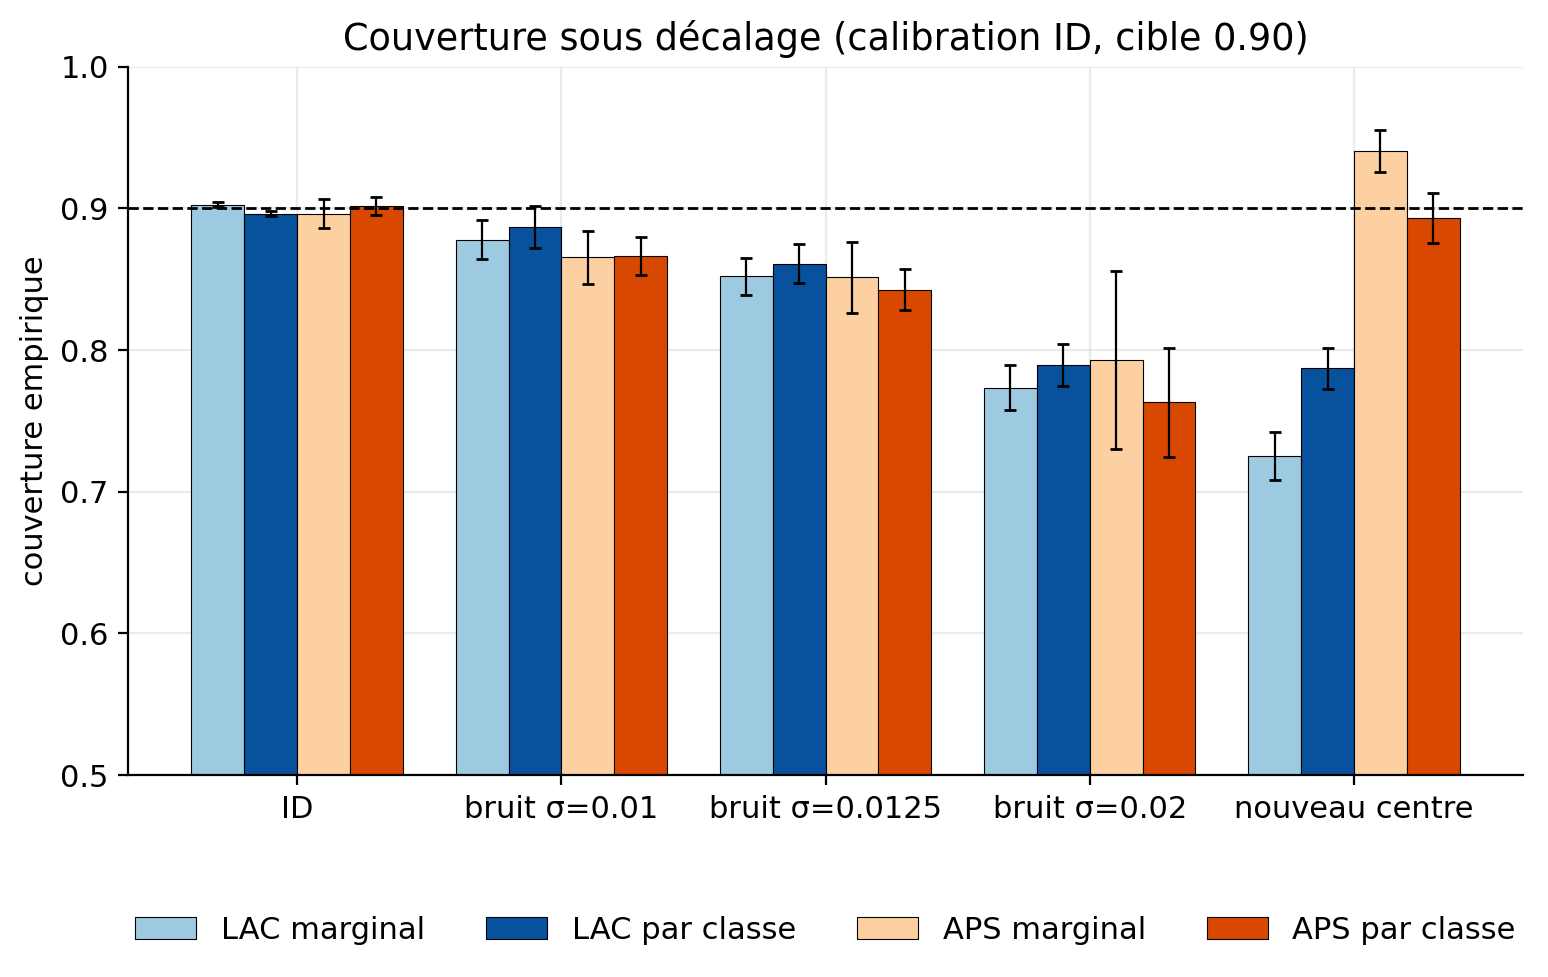 Couverture sous décalage (calibration ID, cible 0.90)
couverture empirique
1.0
0.9
0.8
0.7
0.6
0.5
ID
bruit σ=0.01
bruit σ=0.0125
bruit σ=0.02
nouveau centre
LAC marginal
LAC par classe
APS marginal
APS par classe